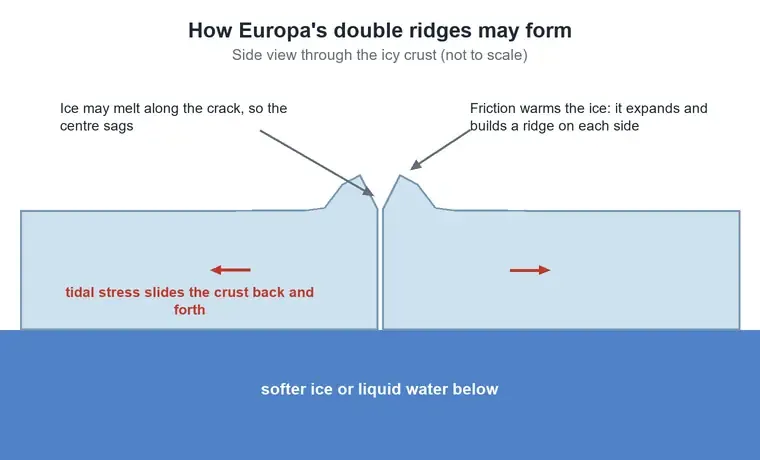 How Europa's double ridges may form
Side view through the icy crust (not to scale)
Ice may melt along the crack, so the
centre sags
Friction warms the ice: it expands and
builds a ridge on each side
tidal stress slides the crust back and
forth
softer ice or liquid water below